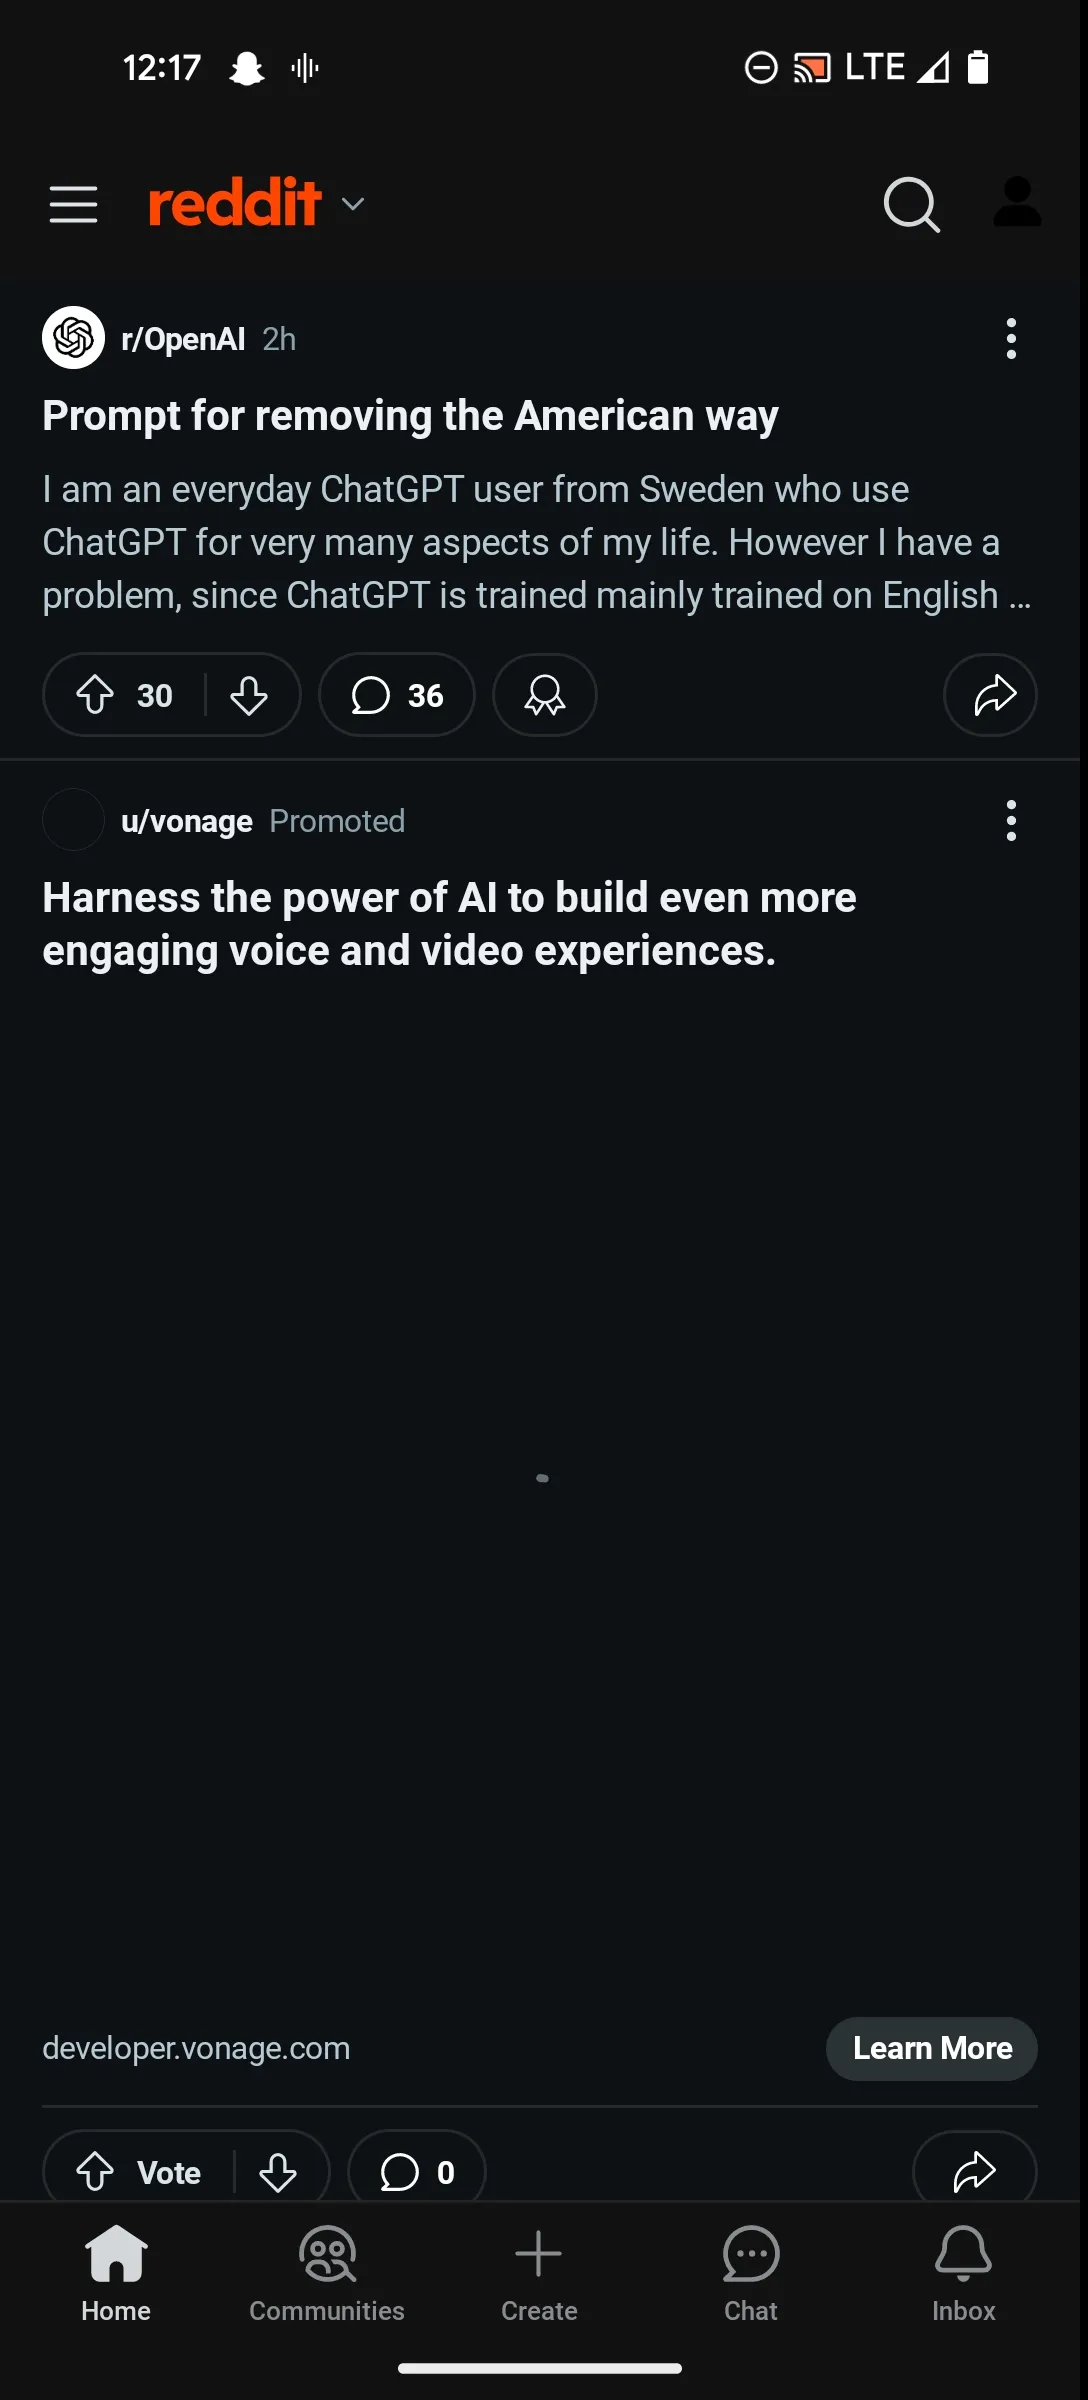 12:17 LTE
reddit
r/OpenAI 2h
Prompt for removing the American way
I am an everyday ChatGPT user from Sweden who use
ChatGPT for very many aspects of my life. However I have a
problem, since ChatGPT is trained mainly trained on English ...
30 36
u/vonage Promoted
Harness the power of AI to build even more
engaging voice and video experiences.
developer.vonage.com Learn More
Vote 0
Home Communities Create Chat Inbox